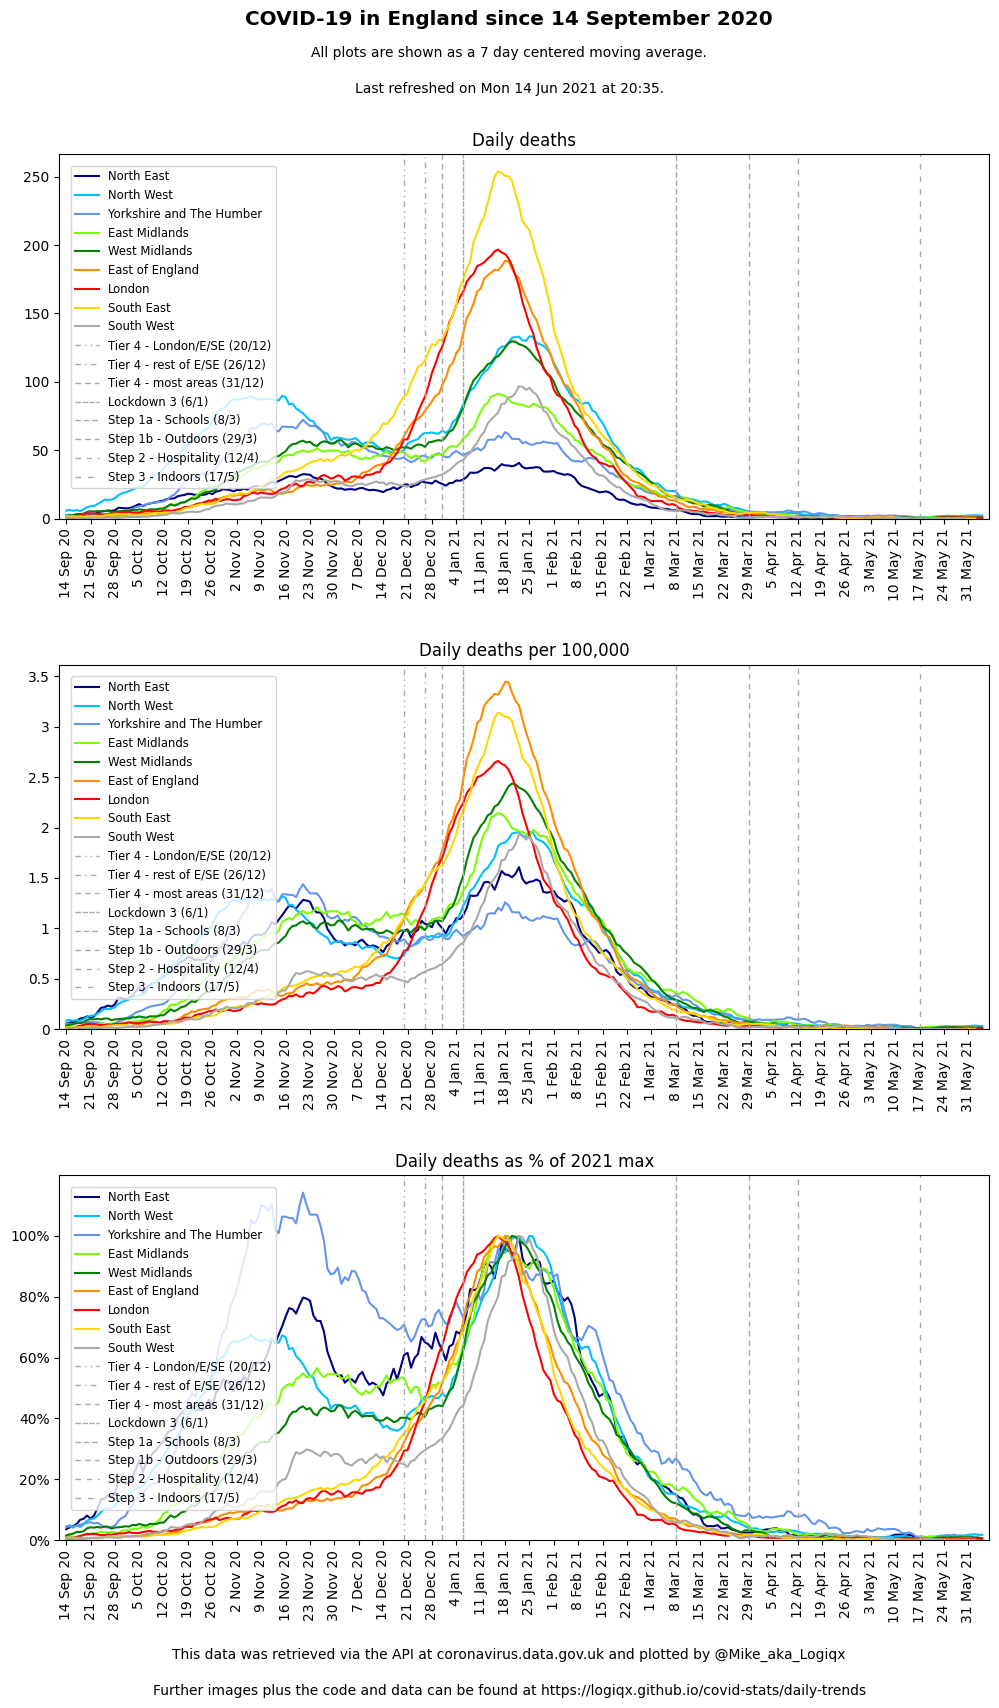 COVID-19 in England since 14 September 2020
All plots are shown as a 7 day centered moving average.
Last refreshed on Mon 14 Jun 2021 at 20:35.
Daily deaths
250
200
150
100
50
0
North East
North West
Yorkshire and The Humber
East Midlands
West Midlands
East of England
London
South East
South West
Tier 4 - London/E/SE (20/12)
Tier 4 - rest of E/SE (26/12)
Tier 4 - most areas (31/12)
Lockdown 3 (6/1)
Step 1a - Schools (8/3)
Step 1b - Outdoors (29/3)
Step 2 - Hospitality (12/4)
Step 3 - Indoors (17/5)
14 Sep 20
21 Sep 20
28 Sep 20
5 Oct 20
12 Oct 20
19 Oct 20
26 Oct 20
2 Nov 20
9 Nov 20
16 Nov 20
23 Nov 20
30 Nov 20
7 Dec 20
14 Dec 20
21 Dec 20
28 Dec 20
4 Jan 21
11 Jan 21
18 Jan 21
25 Jan 21
1 Feb 21
8 Feb 21
15 Feb 21
22 Feb 21
1 Mar 21
8 Mar 21
15 Mar 21
22 Mar 21
29 Mar 21
5 Apr 21
12 Apr 21
19 Apr 21
26 Apr 21
3 May 21
10 May 21
17 May 21
24 May 21
31 May 21
Daily deaths per 100,000
3.5
3
2.5
2
1.5
1
0.5
0
North East
North West
Yorkshire and The Humber
East Midlands
West Midlands
East of England
London
South East
South West
Tier 4 - London/E/SE (20/12)
Tier 4 - rest of E/SE (26/12)
Tier 4 - most areas (31/12)
Lockdown 3 (6/1)
Step 1a - Schools (8/3)
Step 1b - Outdoors (29/3)
Step 2 - Hospitality (12/4)
Step 3 - Indoors (17/5)
14 Sep 20
21 Sep 20
28 Sep 20
5 Oct 20
12 Oct 20
19 Oct 20
26 Oct 20
2 Nov 20
9 Nov 20
16 Nov 20
23 Nov 20
30 Nov 20
7 Dec 20
14 Dec 20
21 Dec 20
28 Dec 20
4 Jan 21
11 Jan 21
18 Jan 21
25 Jan 21
1 Feb 21
8 Feb 21
15 Feb 21
22 Feb 21
1 Mar 21
8 Mar 21
15 Mar 21
22 Mar 21
29 Mar 21
5 Apr 21
12 Apr 21
19 Apr 21
26 Apr 21
3 May 21
10 May 21
17 May 21
24 May 21
31 May 21
Daily deaths as % of 2021 max
100%
80%
60%
40%
20%
0%
North East
North West
Yorkshire and The Humber
East Midlands
West Midlands
East of England
London
South East
South West
Tier 4 - London/E/SE (20/12)
Tier 4 - rest of E/SE (26/12)
Tier 4 - most areas (31/12)
Lockdown 3 (6/1)
Step 1a - Schools (8/3)
Step 1b - Outdoors (29/3)
Step 2 - Hospitality (12/4)
Step 3 - Indoors (17/5)
14 Sep 20
21 Sep 20
28 Sep 20
5 Oct 20
12 Oct 20
19 Oct 20
26 Oct 20
2 Nov 20
9 Nov 20
16 Nov 20
23 Nov 20
30 Nov 20
7 Dec 20
14 Dec 20
21 Dec 20
28 Dec 20
4 Jan 21
11 Jan 21
18 Jan 21
25 Jan 21
1 Feb 21
8 Feb 21
15 Feb 21
22 Feb 21
1 Mar 21
8 Mar 21
15 Mar 21
22 Mar 21
29 Mar 21
5 Apr 21
12 Apr 21
19 Apr 21
26 Apr 21
3 May 21
10 May 21
17 May 21
24 May 21
31 May 21
This data was retrieved via the API at coronavirus.data.gov.uk and plotted by @Mike_aka_Logiqx
Further images plus the code and data can be found at https://logiqx.github.io/covid-stats/daily-trends